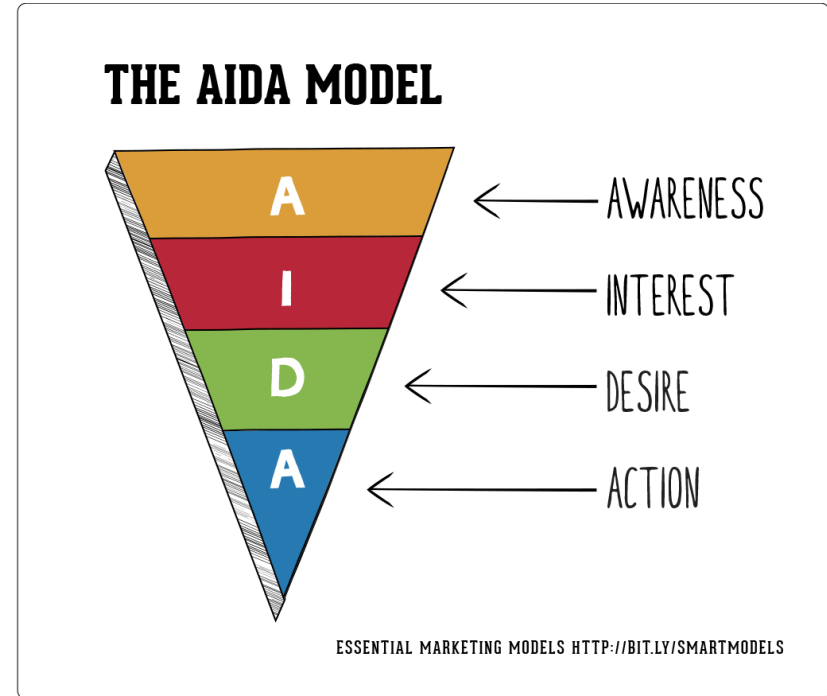 THE AIDA MODEL
A
AWARENESS
I
INTEREST
D
DESIRE
A
ACTION
ESSENTIAL MARKETING MODELS HTTP://BIT.LY/SMARTMODELS